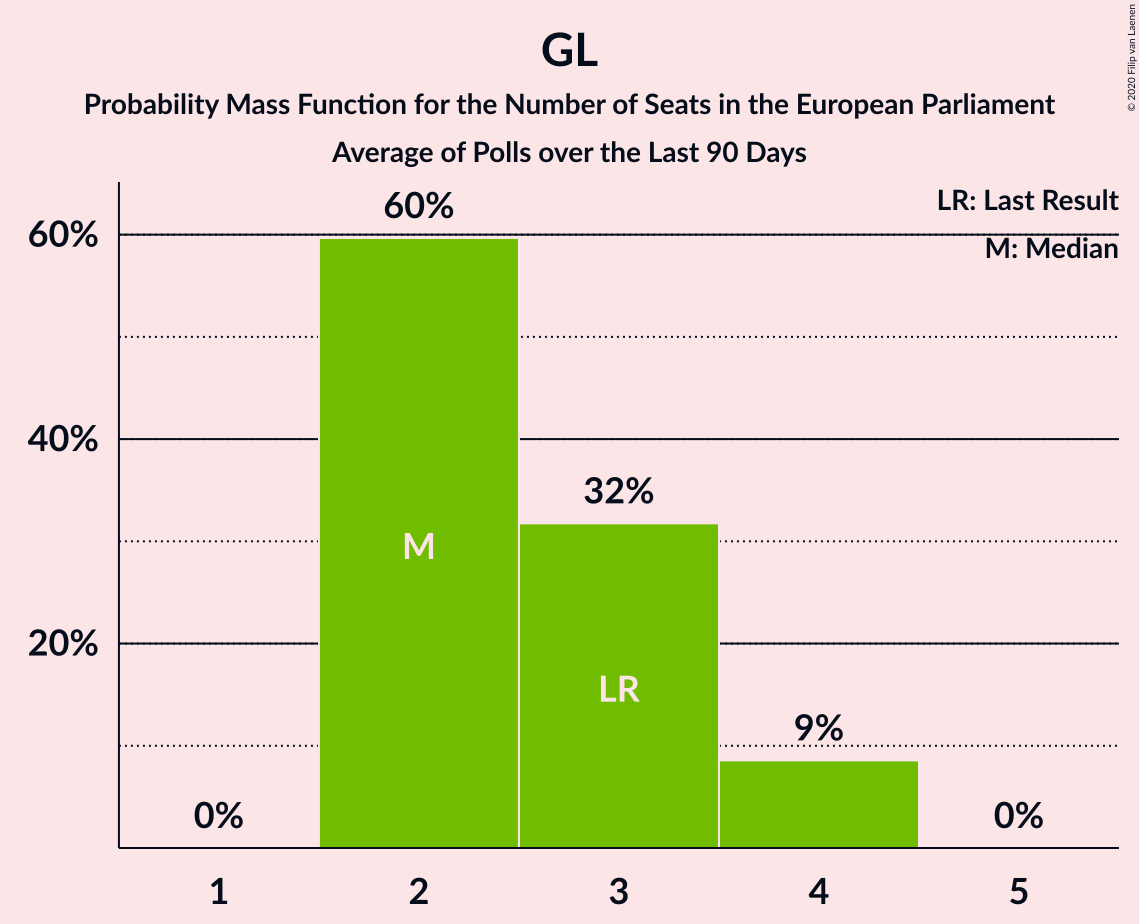 GL
Probability Mass Function for the Number of Seats in the European Parliament
Average of Polls over the Last 90 Days
© 2020 Filip van Laenen
LR: Last Result
M: Median
60%
40%
20%
0%
60%
M
32%
LR
9%
0%
1 2 3 4 5